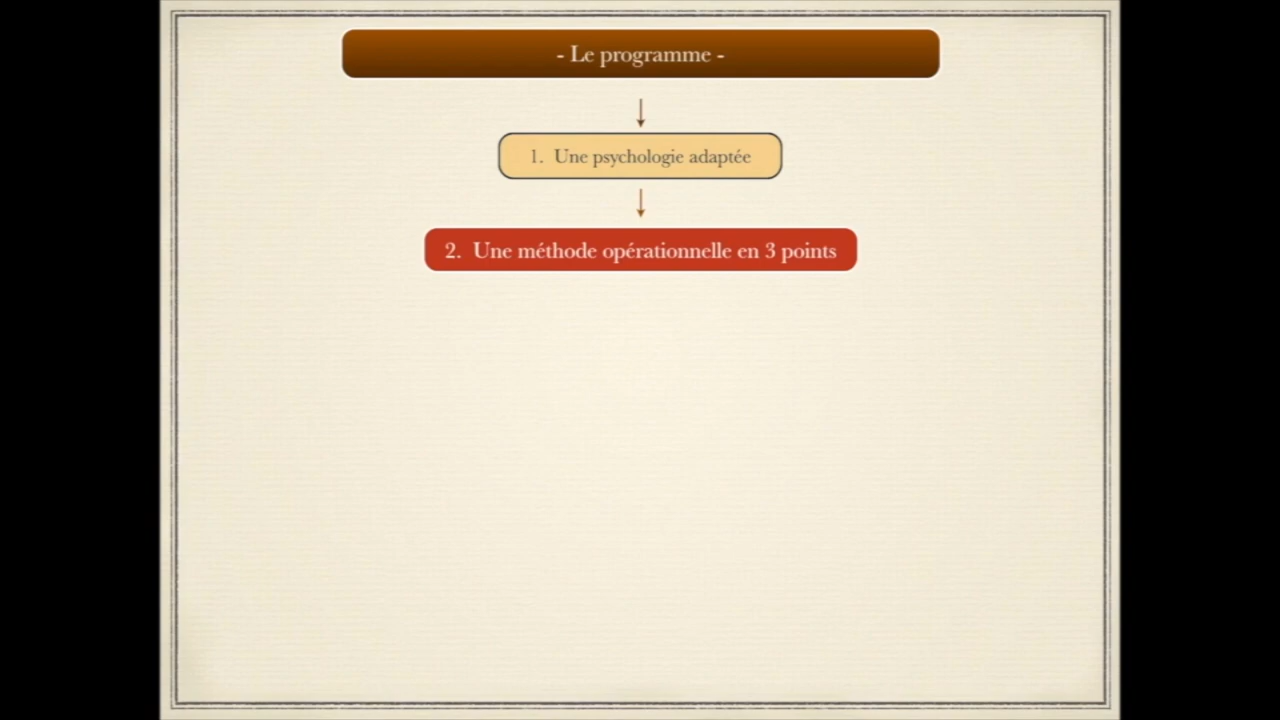 - Le programme -
1. Une psychologie adaptée
2. Une méthode opérationnelle en 3 points